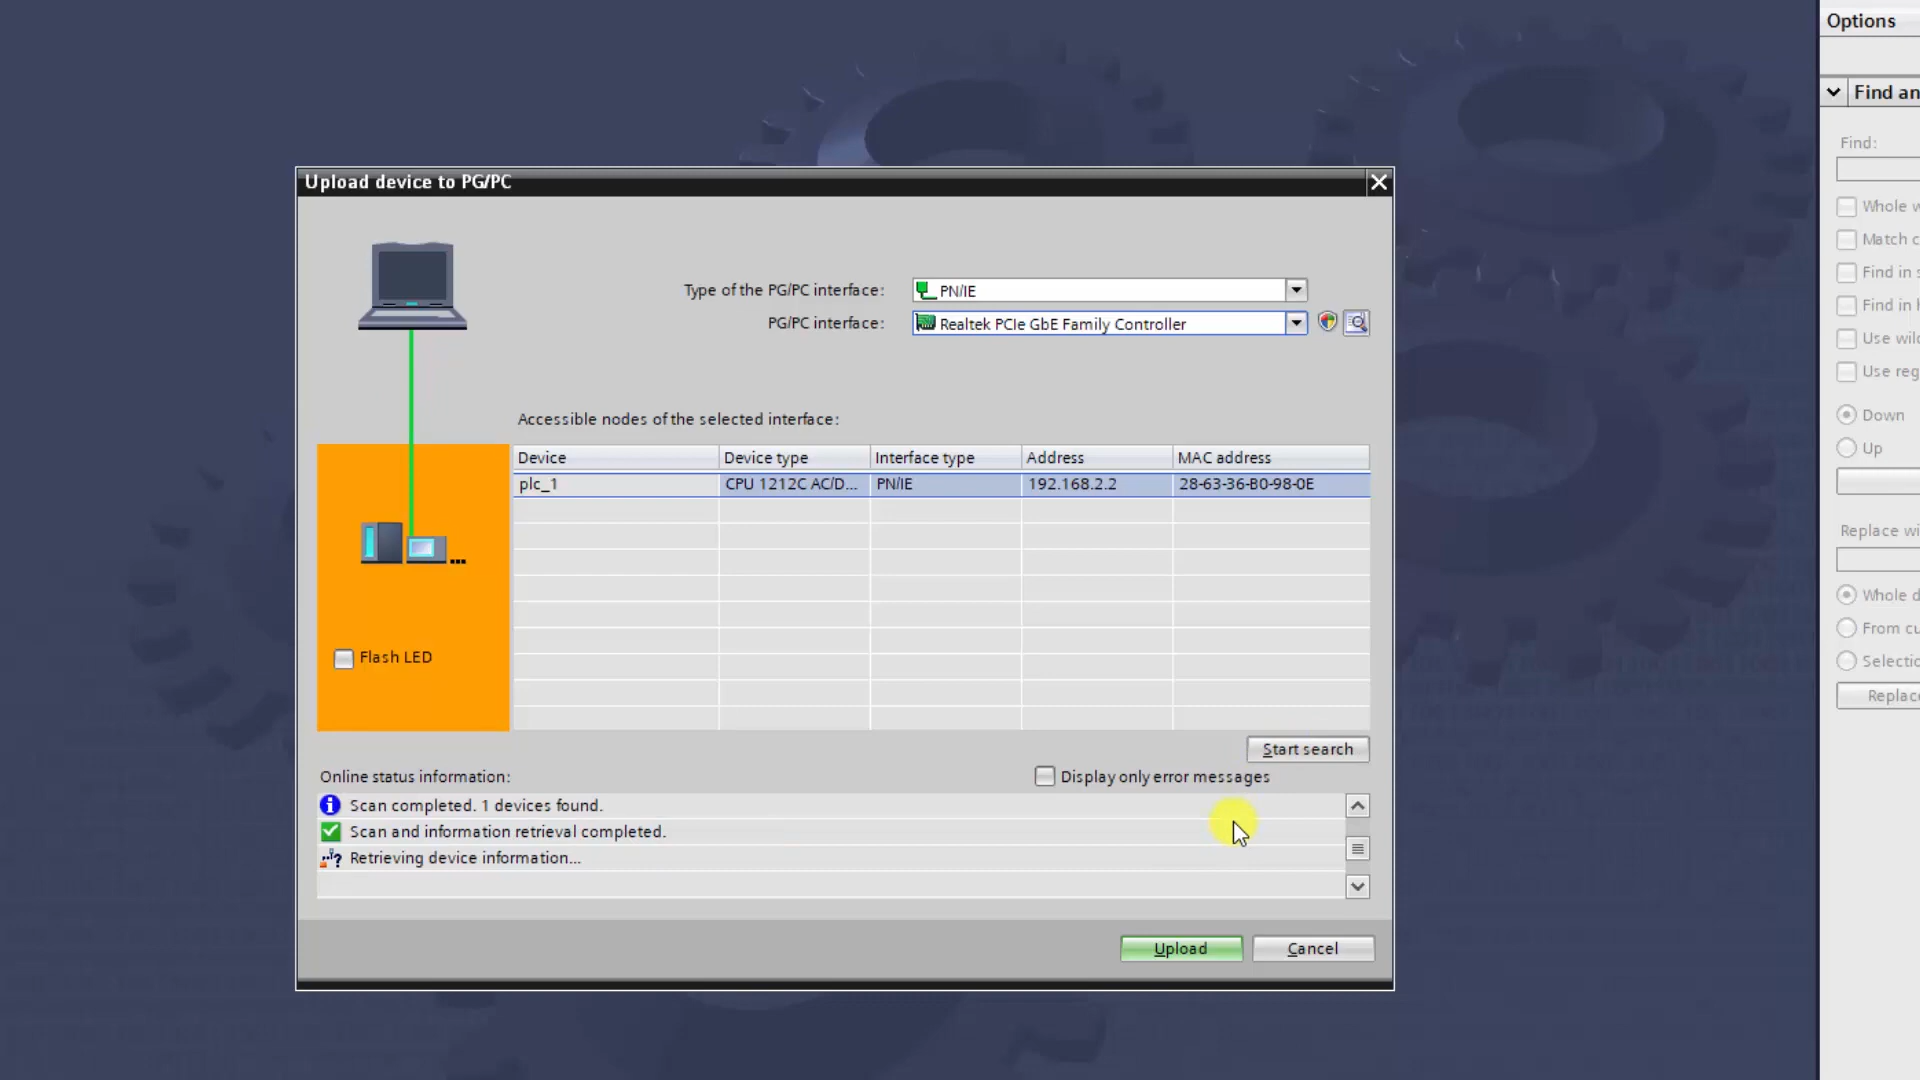 Options
Find an
Find:
Whole w
Match c
Find in s
Find in h
Use wild
Use reg
Down
Up
Replace wi
Whole d
From cu
Selectio
Replace
Upload device to PG/PC
Type of the PG/PC interface: PN/IE
PG/PC interface: Realtek PCIe GbE Family Controller
Accessible nodes of the selected interface:
Device Device type Interface type Address MAC address
plc_1 CPU 1212C AC/D... PN/IE 192.168.2.2 28-63-36-B0-98-0E
Flash LED
Start search
Online status information: Display only error messages
Scan completed. 1 devices found.
Scan and information retrieval completed.
Retrieving device information...
Upload Cancel